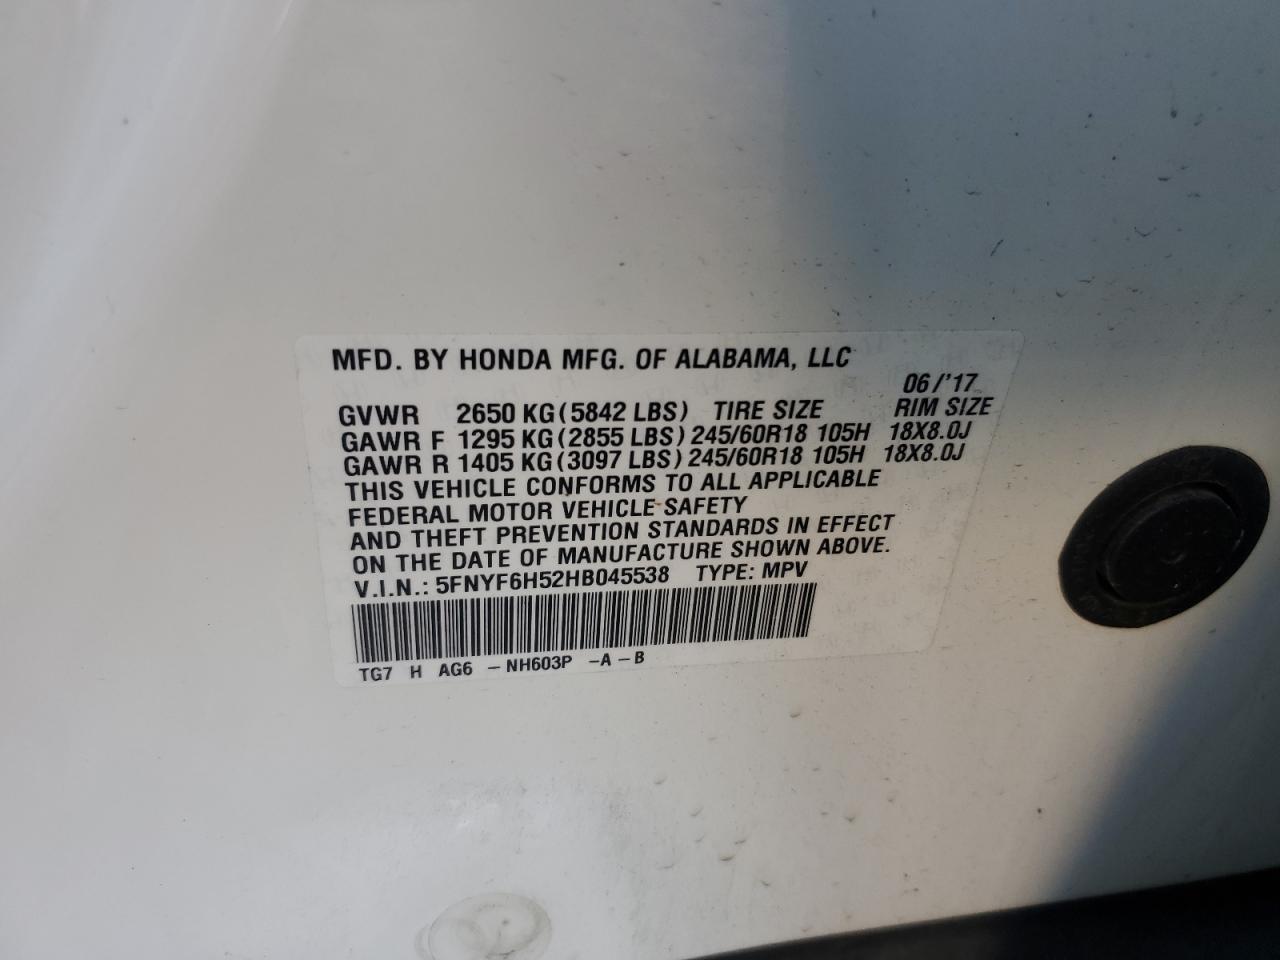 MFD. BY HONDA MFG. OF ALABAMA, LLC
06/'17
GVWR 2650 KG (5842 LBS) TIRE SIZE RIM SIZE
GAWR F 1295 KG (2855 LBS) 245/60R18 105H 18X8.0J
GAWR R 1405 KG (3097 LBS) 245/60R18 105H 18X8.0J
THIS VEHICLE CONFORMS TO ALL APPLICABLE
FEDERAL MOTOR VEHICLE SAFETY
AND THEFT PREVENTION STANDARDS IN EFFECT
ON THE DATE OF MANUFACTURE SHOWN ABOVE.
V.I.N.: 5FNYF6H52HB045538 TYPE: MPV
TG7 H AG6 - NH603P -A-B